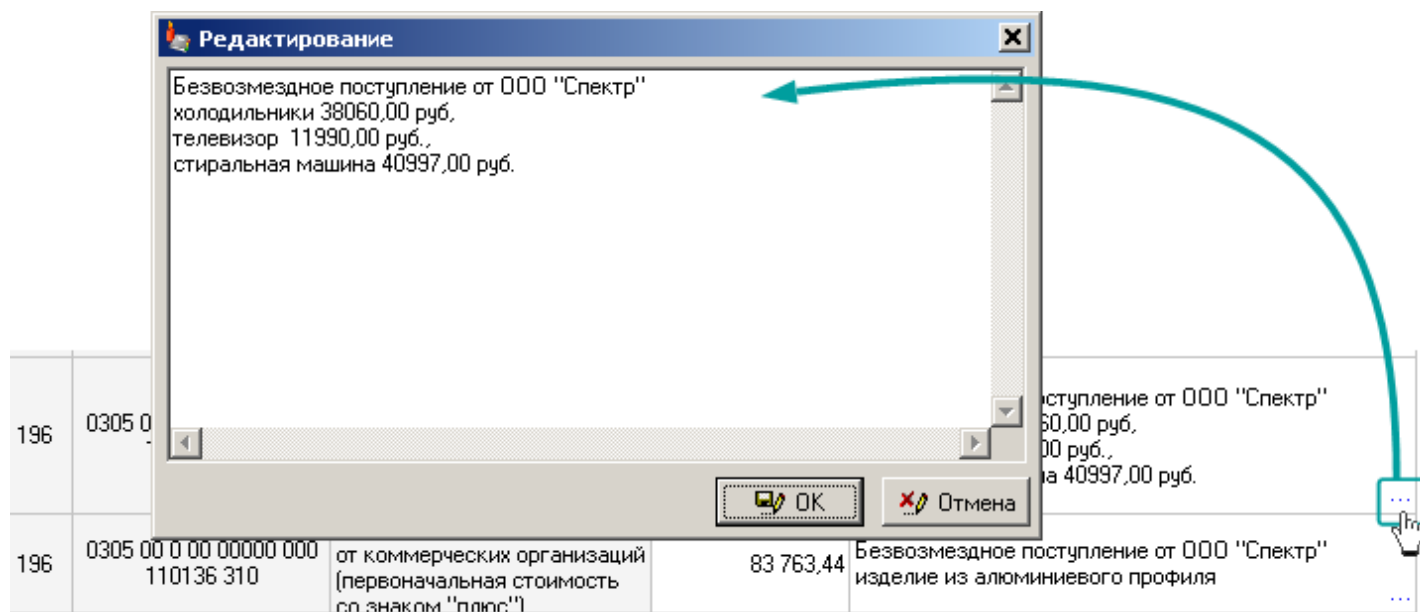 Редактирование
Безвозмездное поступление от ООО "Спектр"
холодильники 38060,00 руб,
телевизор  11990,00 руб.,
стиральная машина 40997,00 руб.
OK
Отмена
196
0305 0
ступление от ООО "Спектр"
60,00 руб,
00 руб.,
на 40997,00 руб.
...
196
0305 00 0 00 00000 000
110136 310
от коммерческих организаций
(первоначальная стоимость
со знаком "плюс")
83 763,44
Безвозмездное поступление от ООО "Спектр"
изделие из алюминиевого профиля
...